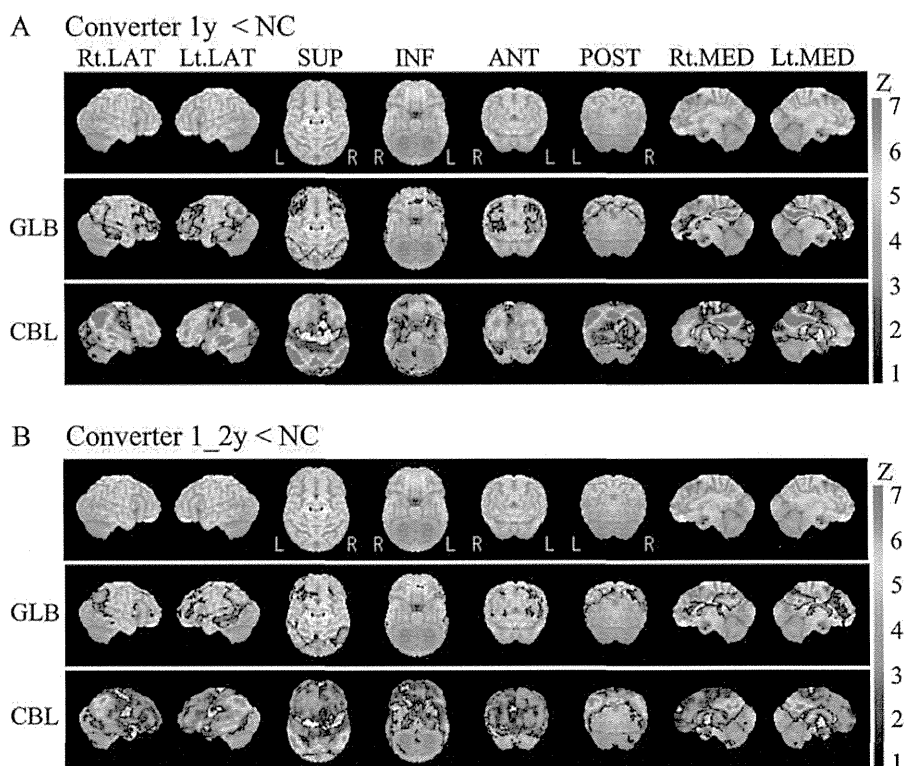 A Converter 1y < NC
Rt.LAT Lt.LAT SUP INF ANT POST Rt.MED Lt.MED
Z
7
L R R L R L L R
6
5
GLB
4
3
CBL
2
1
B Converter 1_2y < NC
Z
7
L R R L R L L R
6
5
GLB
4
3
CBL
2
1